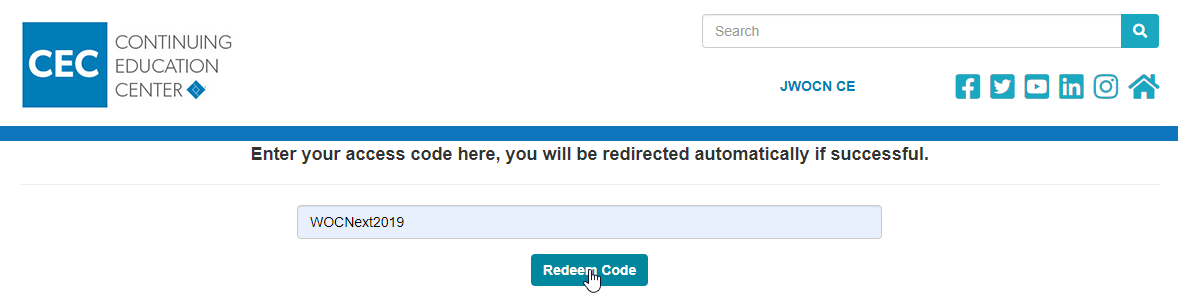 CEC
CONTINUING
EDUCATION
CENTER
Search
JWOCN CE
Enter your access code here, you will be redirected automatically if successful.
WOCNext2019
Redeem Code